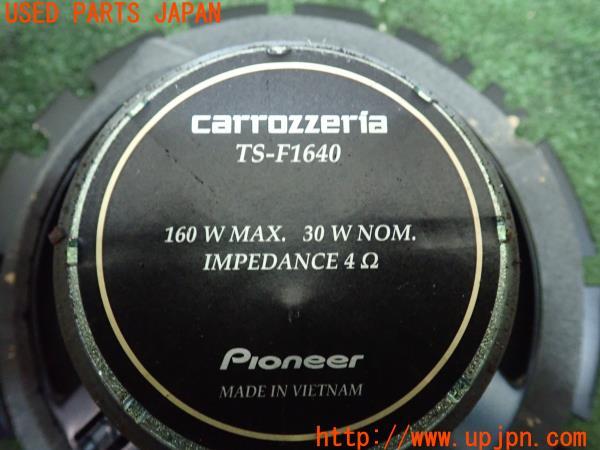 USED PARTS JAPAN
carrozzeria
TS-F1640
160 W MAX. 30 W NOM.
IMPEDANCE 4 Ω
Pioneer
MADE IN VIETNAM
http://www.upjpn.com